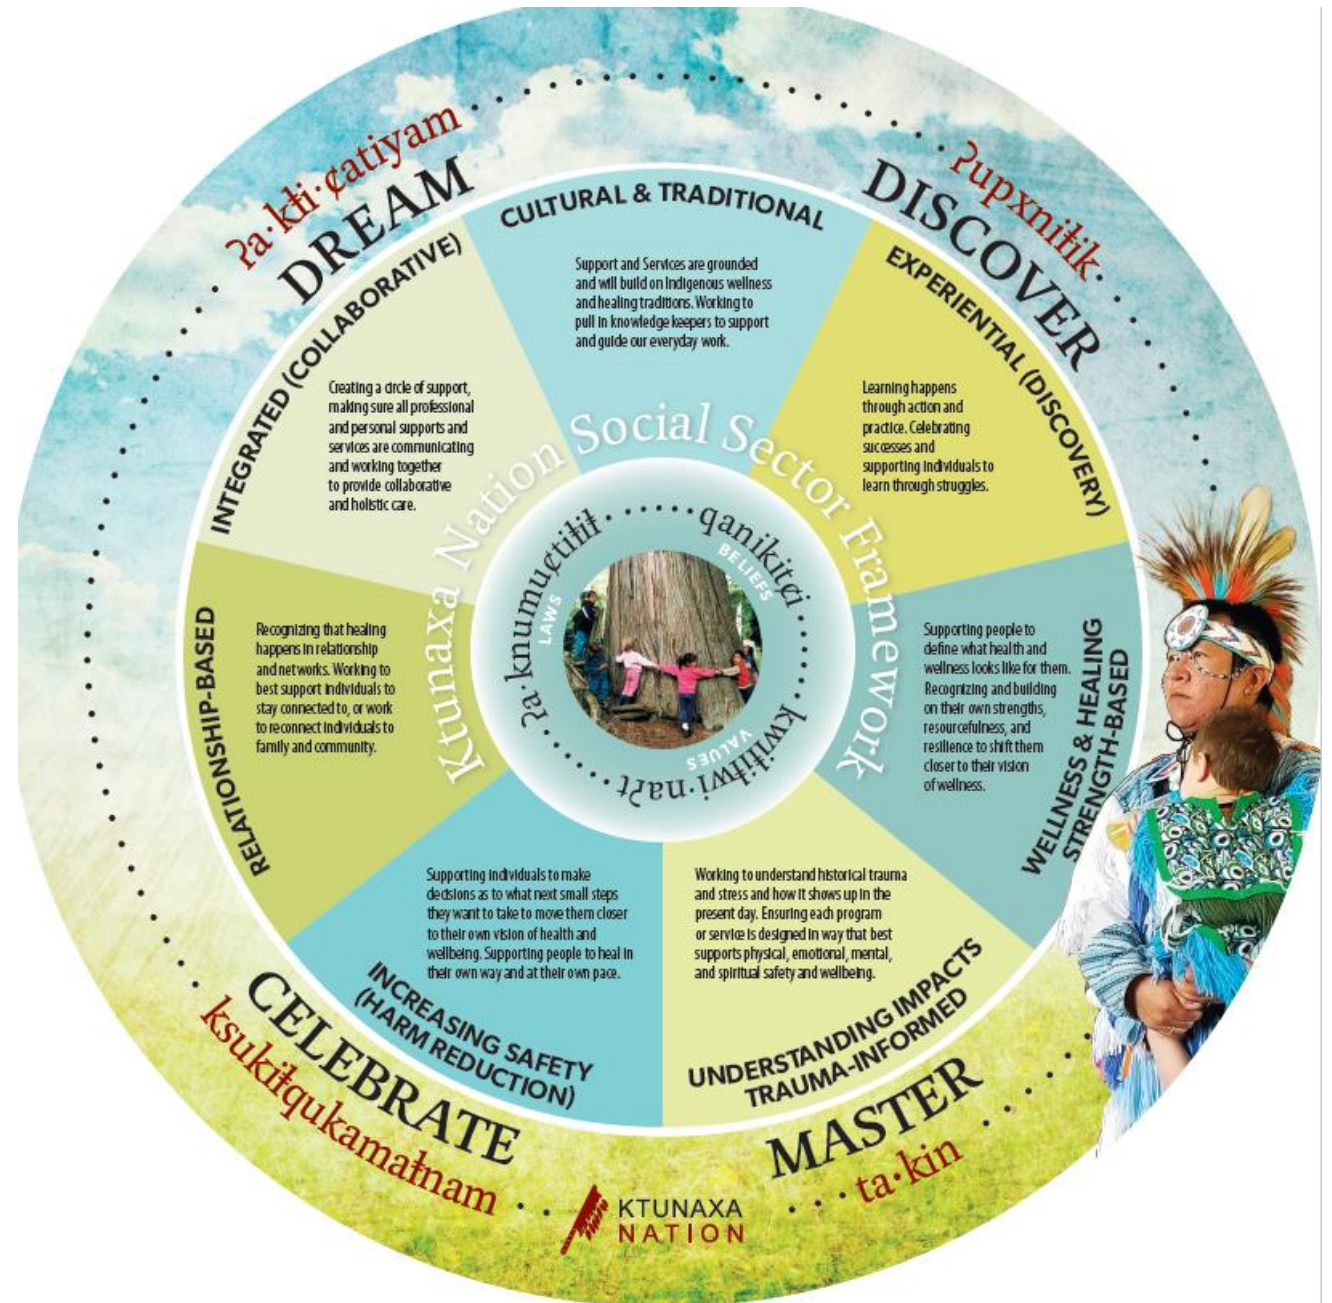 ʔa·kⱡi·¢atiyam
DREAM
ʔupxniⱡik
DISCOVER
CULTURAL & TRADITIONAL
Support and Services are grounded
and will build on Indigenous wellness
and healing traditions. Working to
pull in knowledge keepers to support
and guide our everyday work.
EXPERIENTIAL (DISCOVERY)
Learning happens
through action and
practice. Celebrating
successes and
supporting individuals to
learn through struggles.
WELLNESS & HEALING
STRENGTH-BASED
Supporting people to
define what health and
wellness looks like for them.
Recognizing and building
on their own strengths,
resourcefulness, and
resilience to shift them
closer to their vision
of wellness.
UNDERSTANDING IMPACTS
TRAUMA-INFORMED
Working to understand historical trauma
and stress and how it shows up in the
present day. Ensuring each program
or service is designed in way that best
supports physical, emotional, mental,
and spiritual safety and wellbeing.
INCREASING SAFETY
(HARM REDUCTION)
Supporting individuals to make
decisions as to what next small steps
they want to take to move them closer
to their own vision of health and
wellbeing. Supporting people to heal in
their own way and at their own pace.
RELATIONSHIP-BASED
Recognizing that healing
happens in relationship
and networks. Working to
best support individuals to
stay connected to, or work
to reconnect individuals to
family and community.
INTEGRATED (COLLABORATIVE)
Creating a circle of support,
making sure all professional
and personal supports and
services are communicating
and working together
to provide collaborative
and holistic care.
Ktunaxa Nation Social Sector Framework
ʔa·knumu¢tiⱡiⱡ
LAWS
qanikit¢i
BELIEFS
kwiⱡiⱡwi·naʔt
VALUES
CELEBRATE
ksukiⱡqukamaⱡnam
MASTER
ta·kin
KTUNAXA
NATION